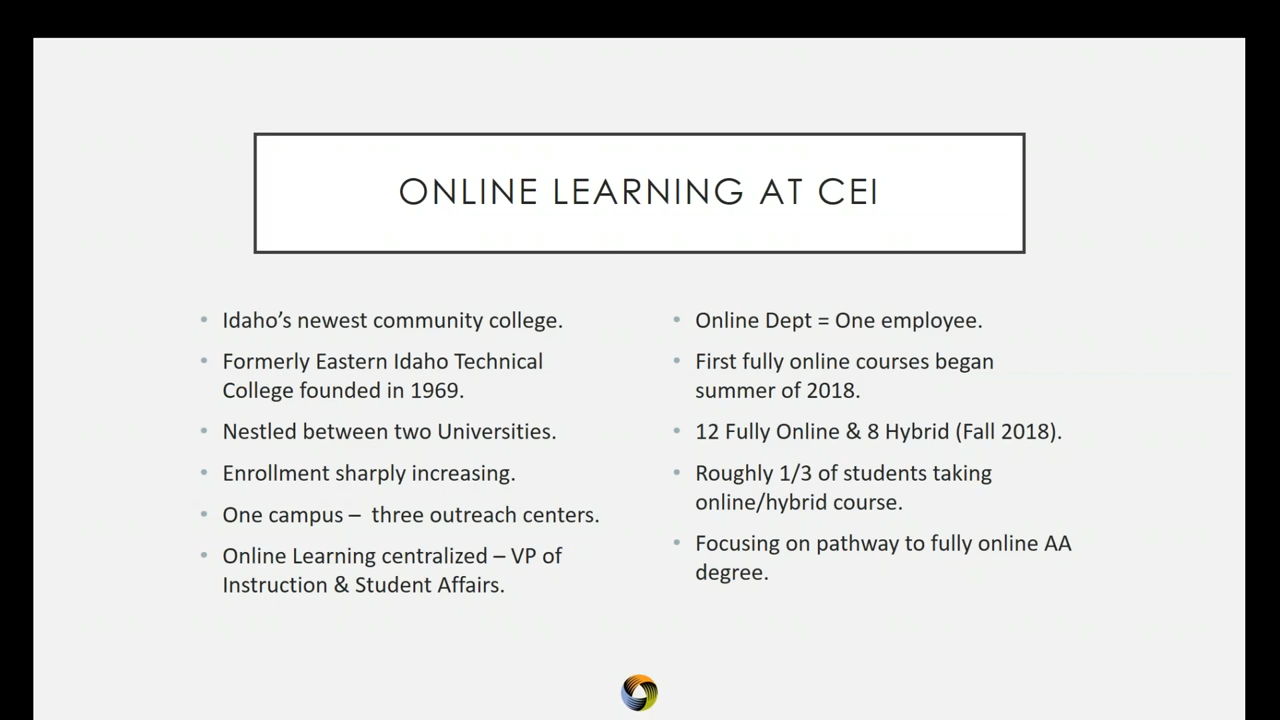 ONLINE LEARNING AT CEI
• Idaho’s newest community college.
• Formerly Eastern Idaho Technical
College founded in 1969.
• Nestled between two Universities.
• Enrollment sharply increasing.
• One campus –  three outreach centers.
• Online Learning centralized – VP of
Instruction & Student Affairs.
• Online Dept = One employee.
• First fully online courses began
summer of 2018.
• 12 Fully Online & 8 Hybrid (Fall 2018).
• Roughly 1/3 of students taking
online/hybrid course.
• Focusing on pathway to fully online AA
degree.